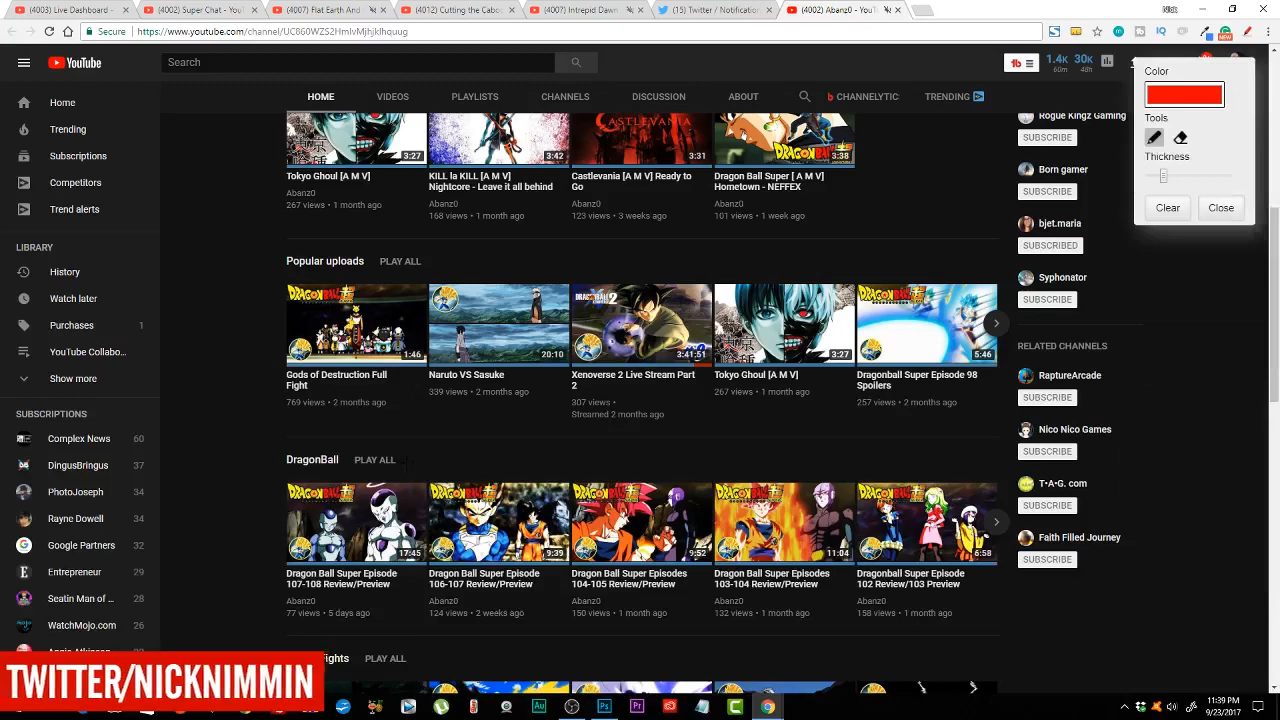 (4003) Live Dashboard -
(4002) Super Chat - You
(4007) Flat Earth And
(4012) Cutting the Cabog
(4007) Intrepid Dawn
(15) Twitter / Notification
(4002) Abanz0 - You
Nick
Secure
NEW
YouTube
Search
1.4K
60m
30K
48h
HOME
VIDEOS
PLAYLISTS
CHANNELS
DISCUSSION
ABOUT
CHANNELYTIC
TRENDING
Color
Tools
Thickness
Clear
Close
Home
Trending
Subscriptions
Competitors
Trend alerts
LIBRARY
History
Watch later
Purchases 1
YouTube Collabo...
Show more
SUBSCRIPTIONS
Complex News 60
DingusBringus 37
PhotoJoseph 34
Rayne Dowell 34
Google Partners 32
Entrepreneur 29
Seatin Man of ... 28
WatchMojo.com 26
3:27
CASTLEVANIA
3:42
3:31
3:38
Tokyo Ghoul [A M V]
Abanz0
267 views • 1 month ago
KILL la KILL [A M V]
Nightcore - Leave it all behind
Abanz0
168 views • 1 month ago
Castlevania [A M V] Ready to
Go
Abanz0
123 views • 3 weeks ago
Dragon Ball Super [ A M V]
Hometown - NEFFEX
Abanz0
101 views • 1 week ago
Popular uploads PLAY ALL
1:46
20:10
3:41:51
3:27
5:46
Gods of Destruction Full
Fight
769 views • 2 months ago
Naruto VS Sasuke
339 views • 2 months ago
Xenoverse 2 Live Stream Part
2
307 views •
Streamed 2 months ago
Tokyo Ghoul [A M V]
267 views • 1 month ago
Dragonball Super Episode 98
Spoilers
257 views • 2 months ago
DragonBall PLAY ALL
17:45
9:39
9:52
11:04
6:58
Dragon Ball Super Episode
107-108 Review/Preview
Abanz0
77 views • 5 days ago
Dragon Ball Super Episode
106-107 Review/Preview
Abanz0
124 views • 2 weeks ago
Dragon Ball Super Episodes
104-105 Review/Preview
Abanz0
150 views • 1 month ago
Dragon Ball Super Episodes
103-104 Review/Preview
Abanz0
132 views • 1 month ago
Dragonball Super Episode
102 Review/103 Preview
Abanz0
158 views • 1 month ago
PLAY ALL
Rogue Kingz Gaming
SUBSCRIBE
Born gamer
SUBSCRIBE
bjet.maria
SUBSCRIBED
Syphonator
SUBSCRIBE
RELATED CHANNELS
RaptureArcade
SUBSCRIBE
Nico Nico Games
SUBSCRIBE
T•A•G. com
SUBSCRIBE
Faith Filled Journey
SUBSCRIBE
TWITTER/NICKNIMMIN
11:39 PM
9/23/2017